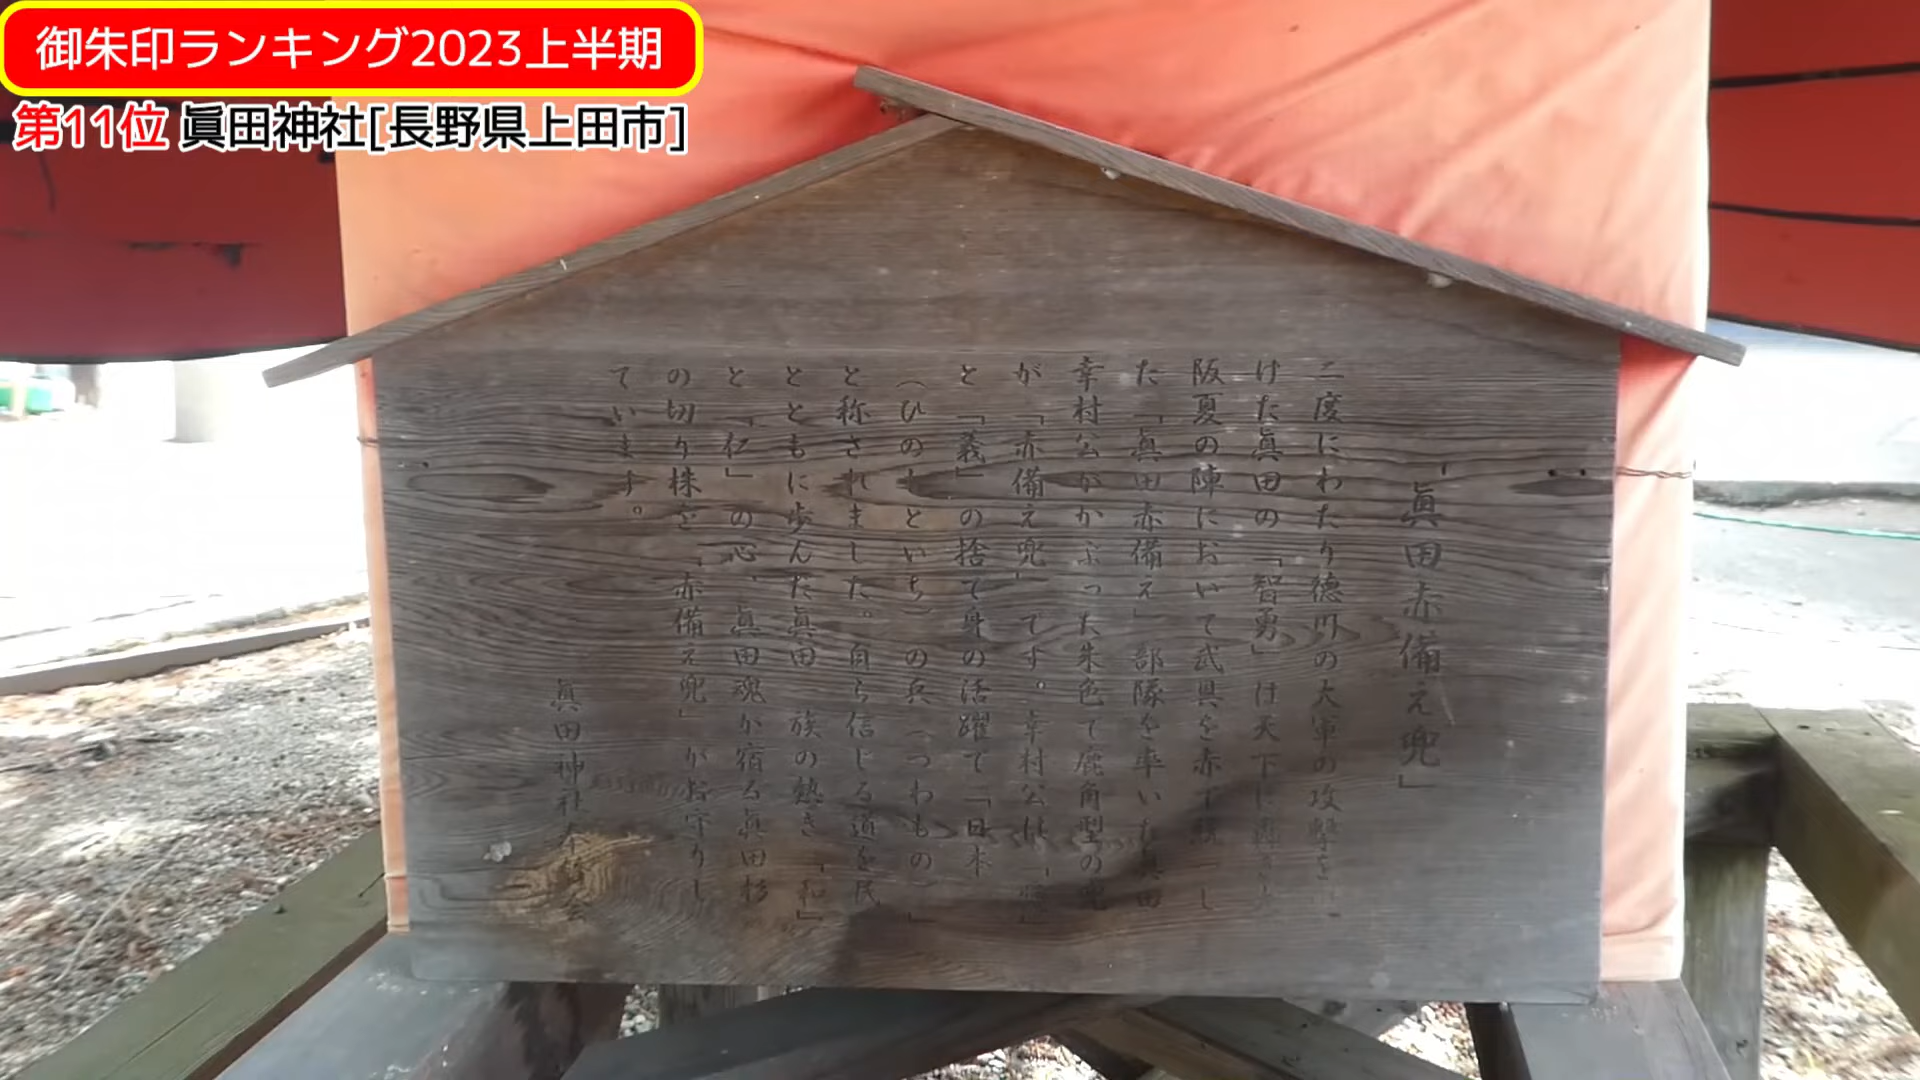 御朱印ランキング2023上半期
第11位 眞田神社[長野県上田市]
「眞田赤備え兜」
二度にわたり徳川の大軍の攻撃を
けた眞田の「智勇」は天下に
阪夏の陣において武具を赤で統一し
た「眞田赤備え」部隊を率いた眞田
幸村公がかぶった朱色で鹿角型の兜
が「赤備え兜」です。幸村公は「
と「義」の捨て身の活躍で「日本
(ひのもといち)の兵(つわもの)」
と称されました。自ら信じる道を民
とともに歩んだ眞田一族の熱き「和」
と「仁」の心、眞田魂が宿る眞田杉
の切り株を「赤備え兜」がお守りし
ています。
眞田神社奉賛会